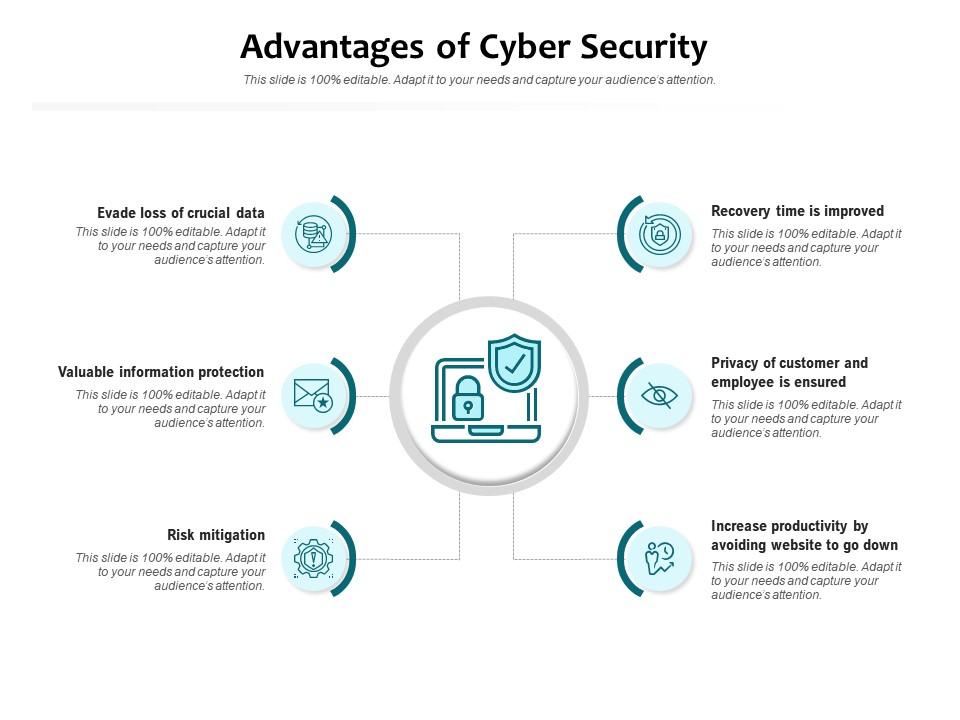 Advantages of Cyber Security
This slide is 100% editable. Adapt it to your needs and capture your audience's attention.
Evade loss of crucial data
This slide is 100% editable. Adapt it
to your needs and capture your
audience's attention.
Valuable information protection
This slide is 100% editable. Adapt it
to your needs and capture your
audience's attention.
Risk mitigation
This slide is 100% editable. Adapt it
to your needs and capture your
audience's attention.
Recovery time is improved
This slide is 100% editable. Adapt it
to your needs and capture your
audience's attention.
Privacy of customer and
employee is ensured
This slide is 100% editable. Adapt it
to your needs and capture your
audience's attention.
Increase productivity by
avoiding website to go down
This slide is 100% editable. Adapt it
to your needs and capture your
audience's attention.